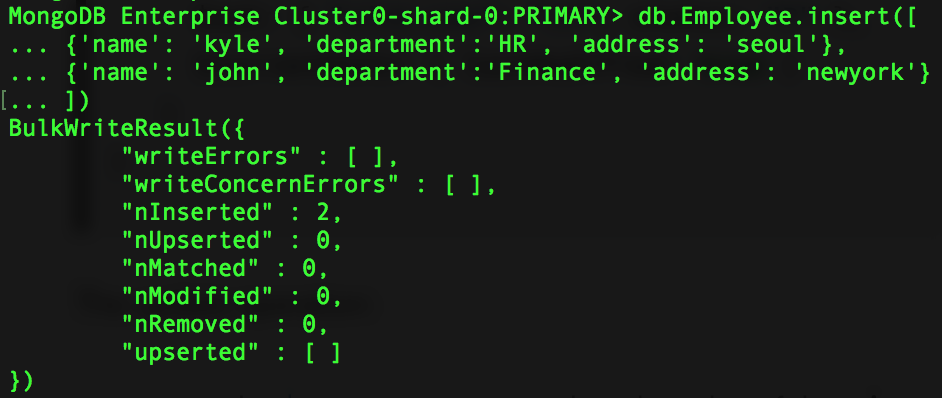 MongoDB Enterprise Cluster0-shard-0:PRIMARY> db.Employee.insert([
... {'name': 'kyle', 'department':'HR', 'address': 'seoul'},
... {'name': 'john', 'department':'Finance', 'address': 'newyork'}
[... ])
BulkWriteResult({
        "writeErrors" : [ ],
        "writeConcernErrors" : [ ],
        "nInserted" : 2,
        "nUpserted" : 0,
        "nMatched" : 0,
        "nModified" : 0,
        "nRemoved" : 0,
        "upserted" : [ ]
})